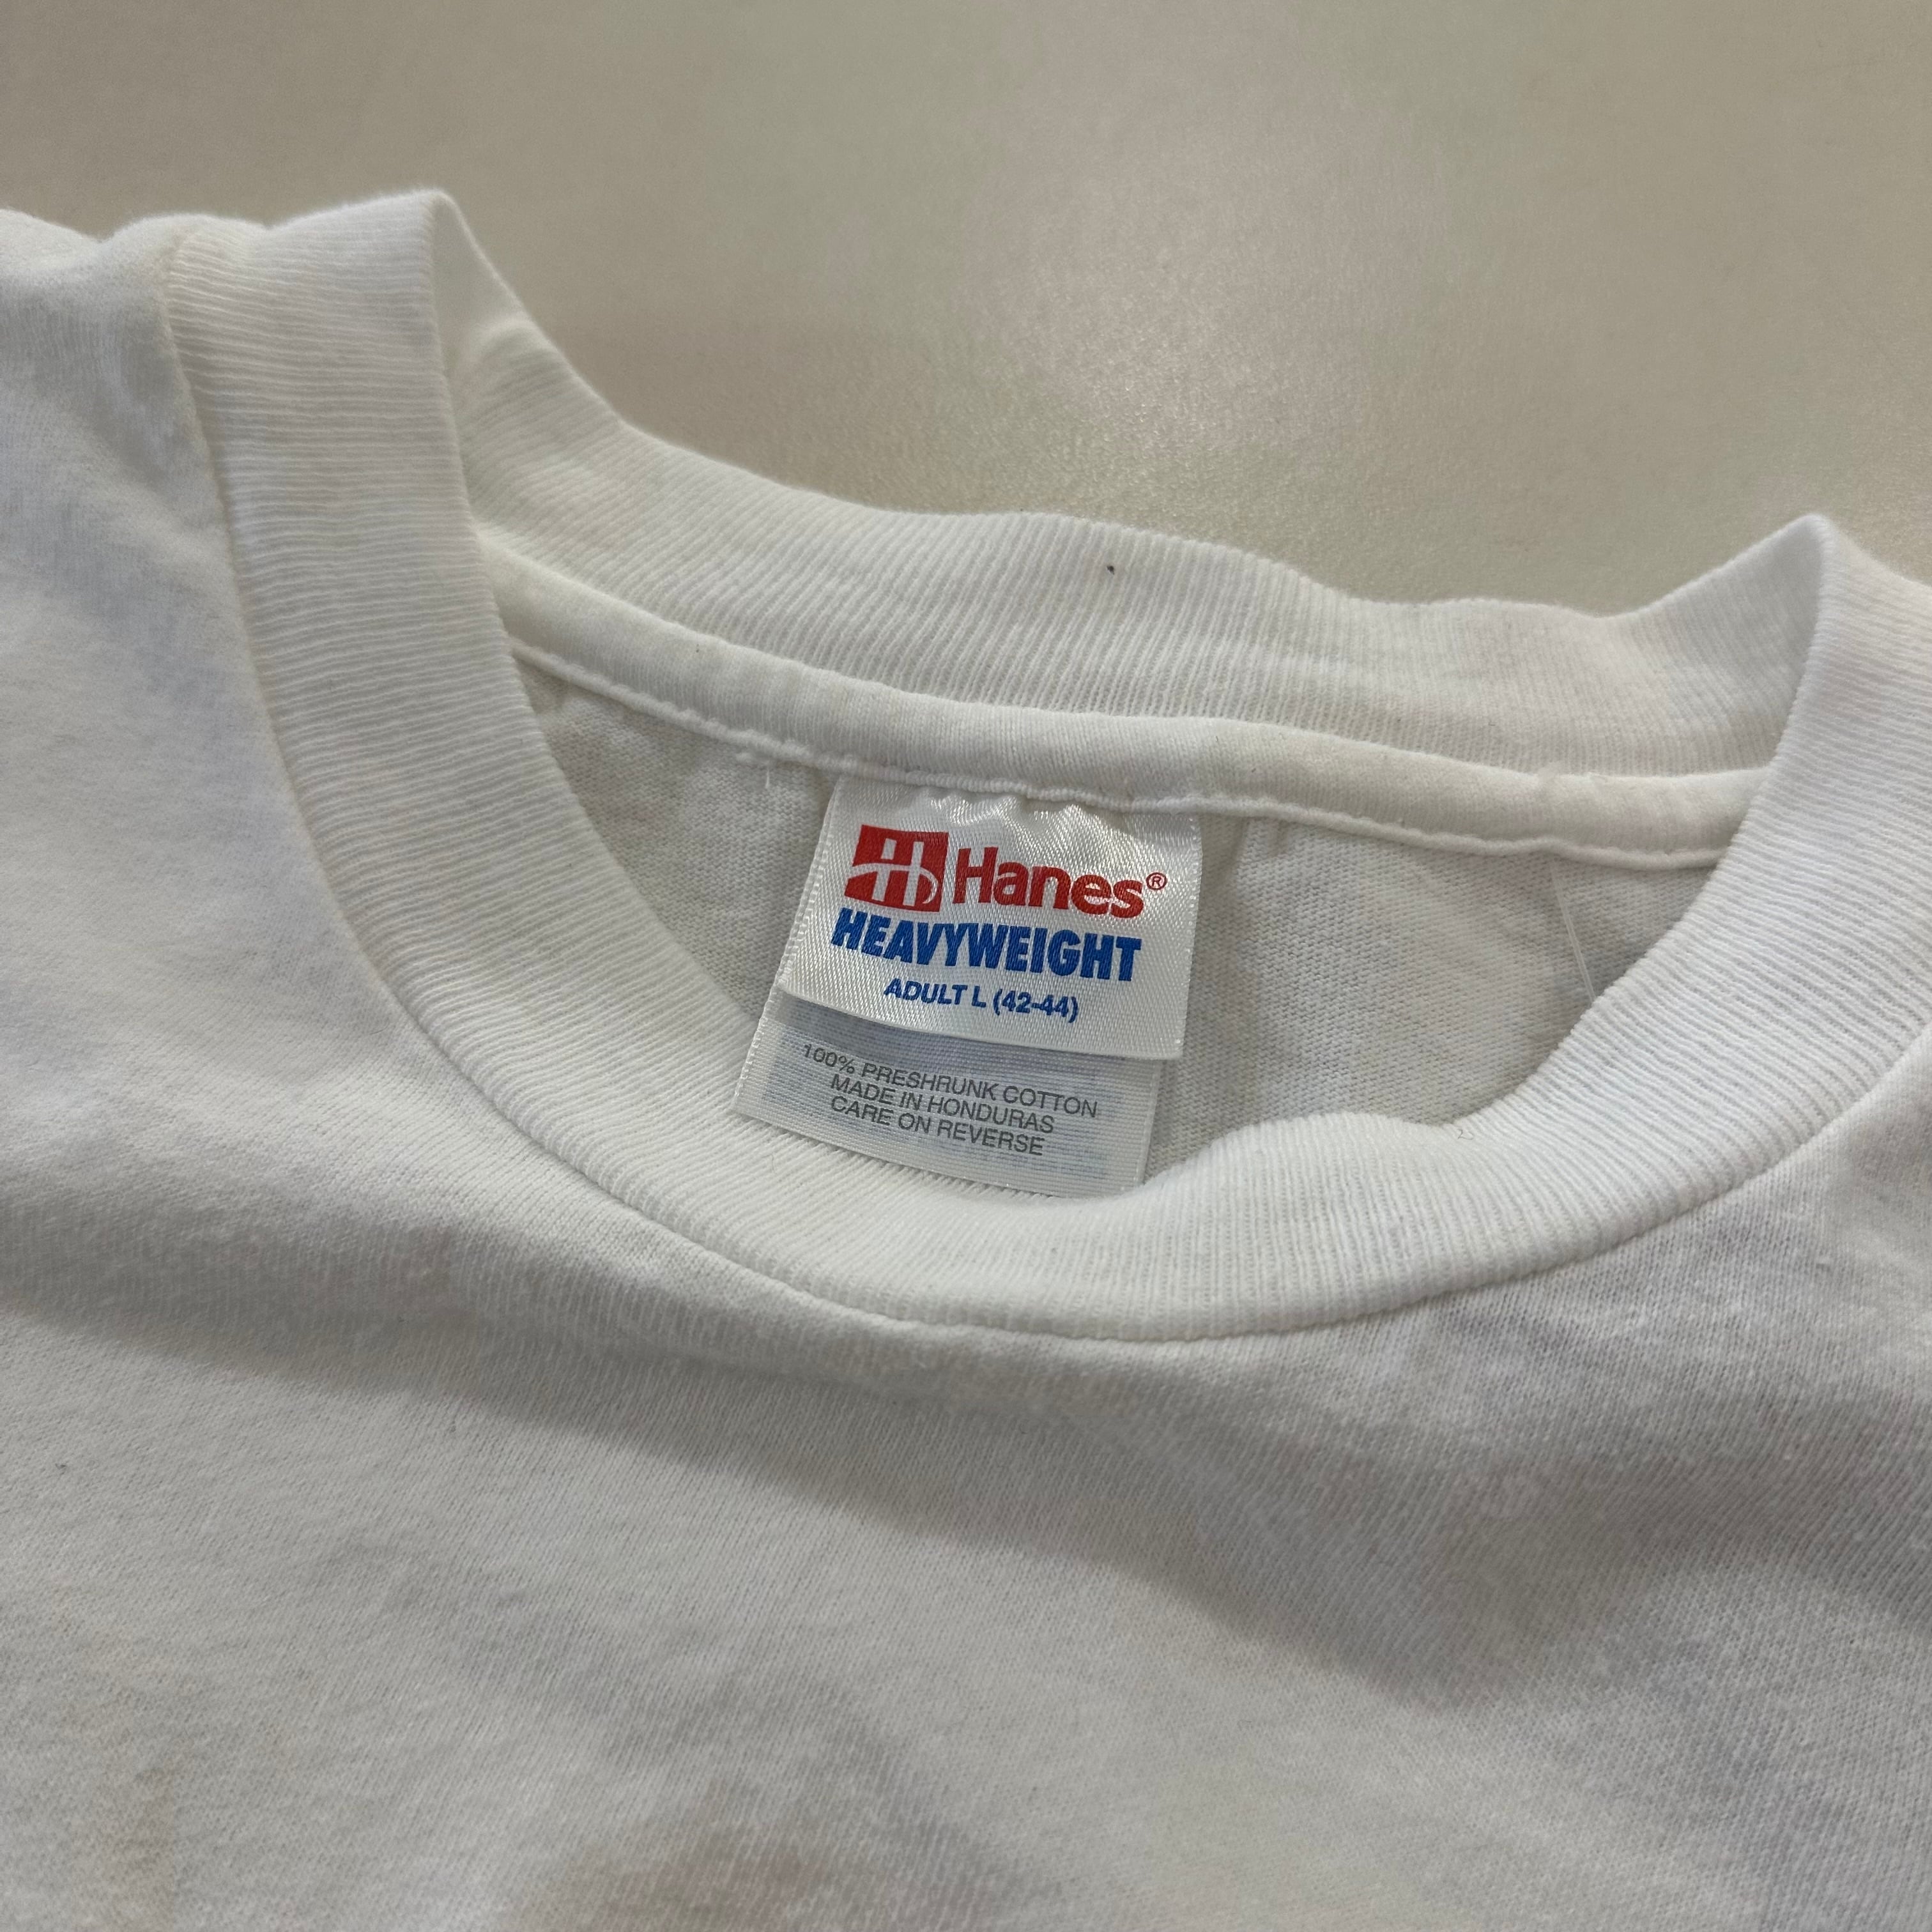 Hanes®
HEAVYWEIGHT
ADULT L (42-44)
100% PRESHRUNK COTTON
MADE IN HONDURAS
CARE ON REVERSE